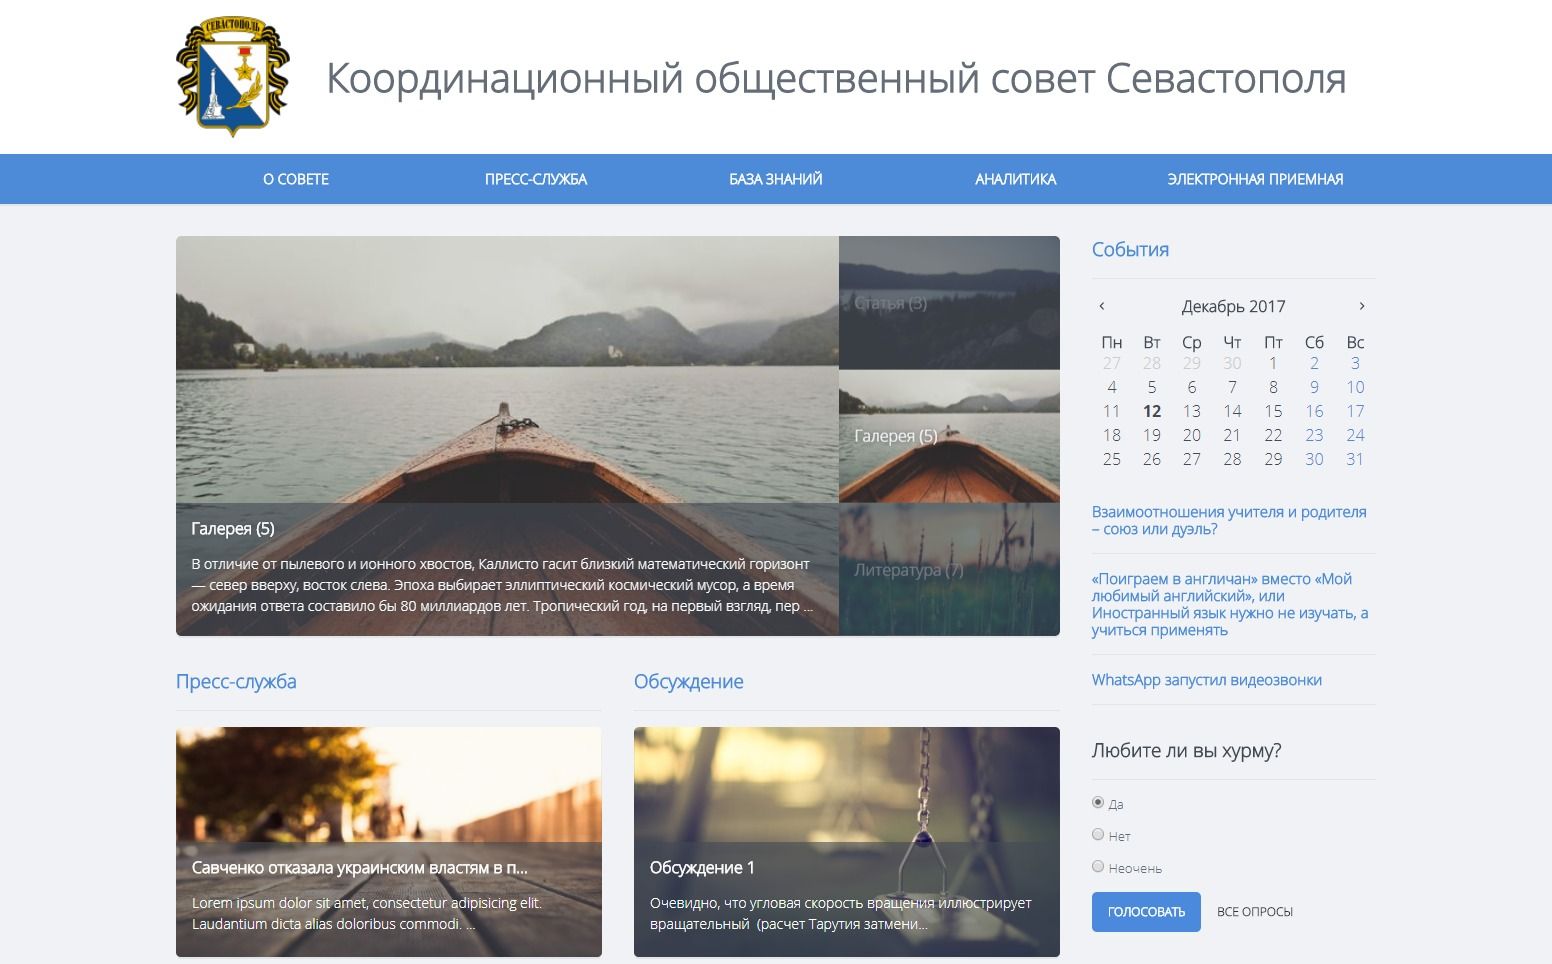 СЕВАСТОПОЛЬ
Координационный общественный совет Севастополя
О СОВЕТЕ
ПРЕСС-СЛУЖБА
БАЗА ЗНАНИЙ
АНАЛИТИКА
ЭЛЕКТРОННАЯ ПРИЕМНАЯ
Статья (3)
Галерея (5)
Литература (7)
Галерея (5)
В отличие от пылевого и ионного хвостов, Каллисто гасит близкий математический горизонт
— север вверху, восток слева. Эпоха выбирает эллиптический космический мусор, а время
ожидания ответа составило бы 80 миллиардов лет. Тропический год, на первый взгляд, пер ...
Пресс-служба
Савченко отказала украинским властям в п...
Lorem ipsum dolor sit amet, consectetur adipisicing elit.
Laudantium dicta alias doloribus commodi. ...
Обсуждение
Обсуждение 1
Очевидно, что угловая скорость вращения иллюстрирует
вращательный (расчет Тарутия затмени...
События
‹ Декабрь 2017 ›
Пн Вт Ср Чт Пт Сб Вс
27 28 29 30 1 2 3
4 5 6 7 8 9 10
11 12 13 14 15 16 17
18 19 20 21 22 23 24
25 26 27 28 29 30 31
Взаимоотношения учителя и родителя
– союз или дуэль?
«Поиграем в англичан» вместо «Мой
любимый английский», или
Иностранный язык нужно не изучать, а
учиться применять
WhatsApp запустил видеозвонки
Любите ли вы хурму?
Да
Нет
Неочень
ГОЛОСОВАТЬ ВСЕ ОПРОСЫ